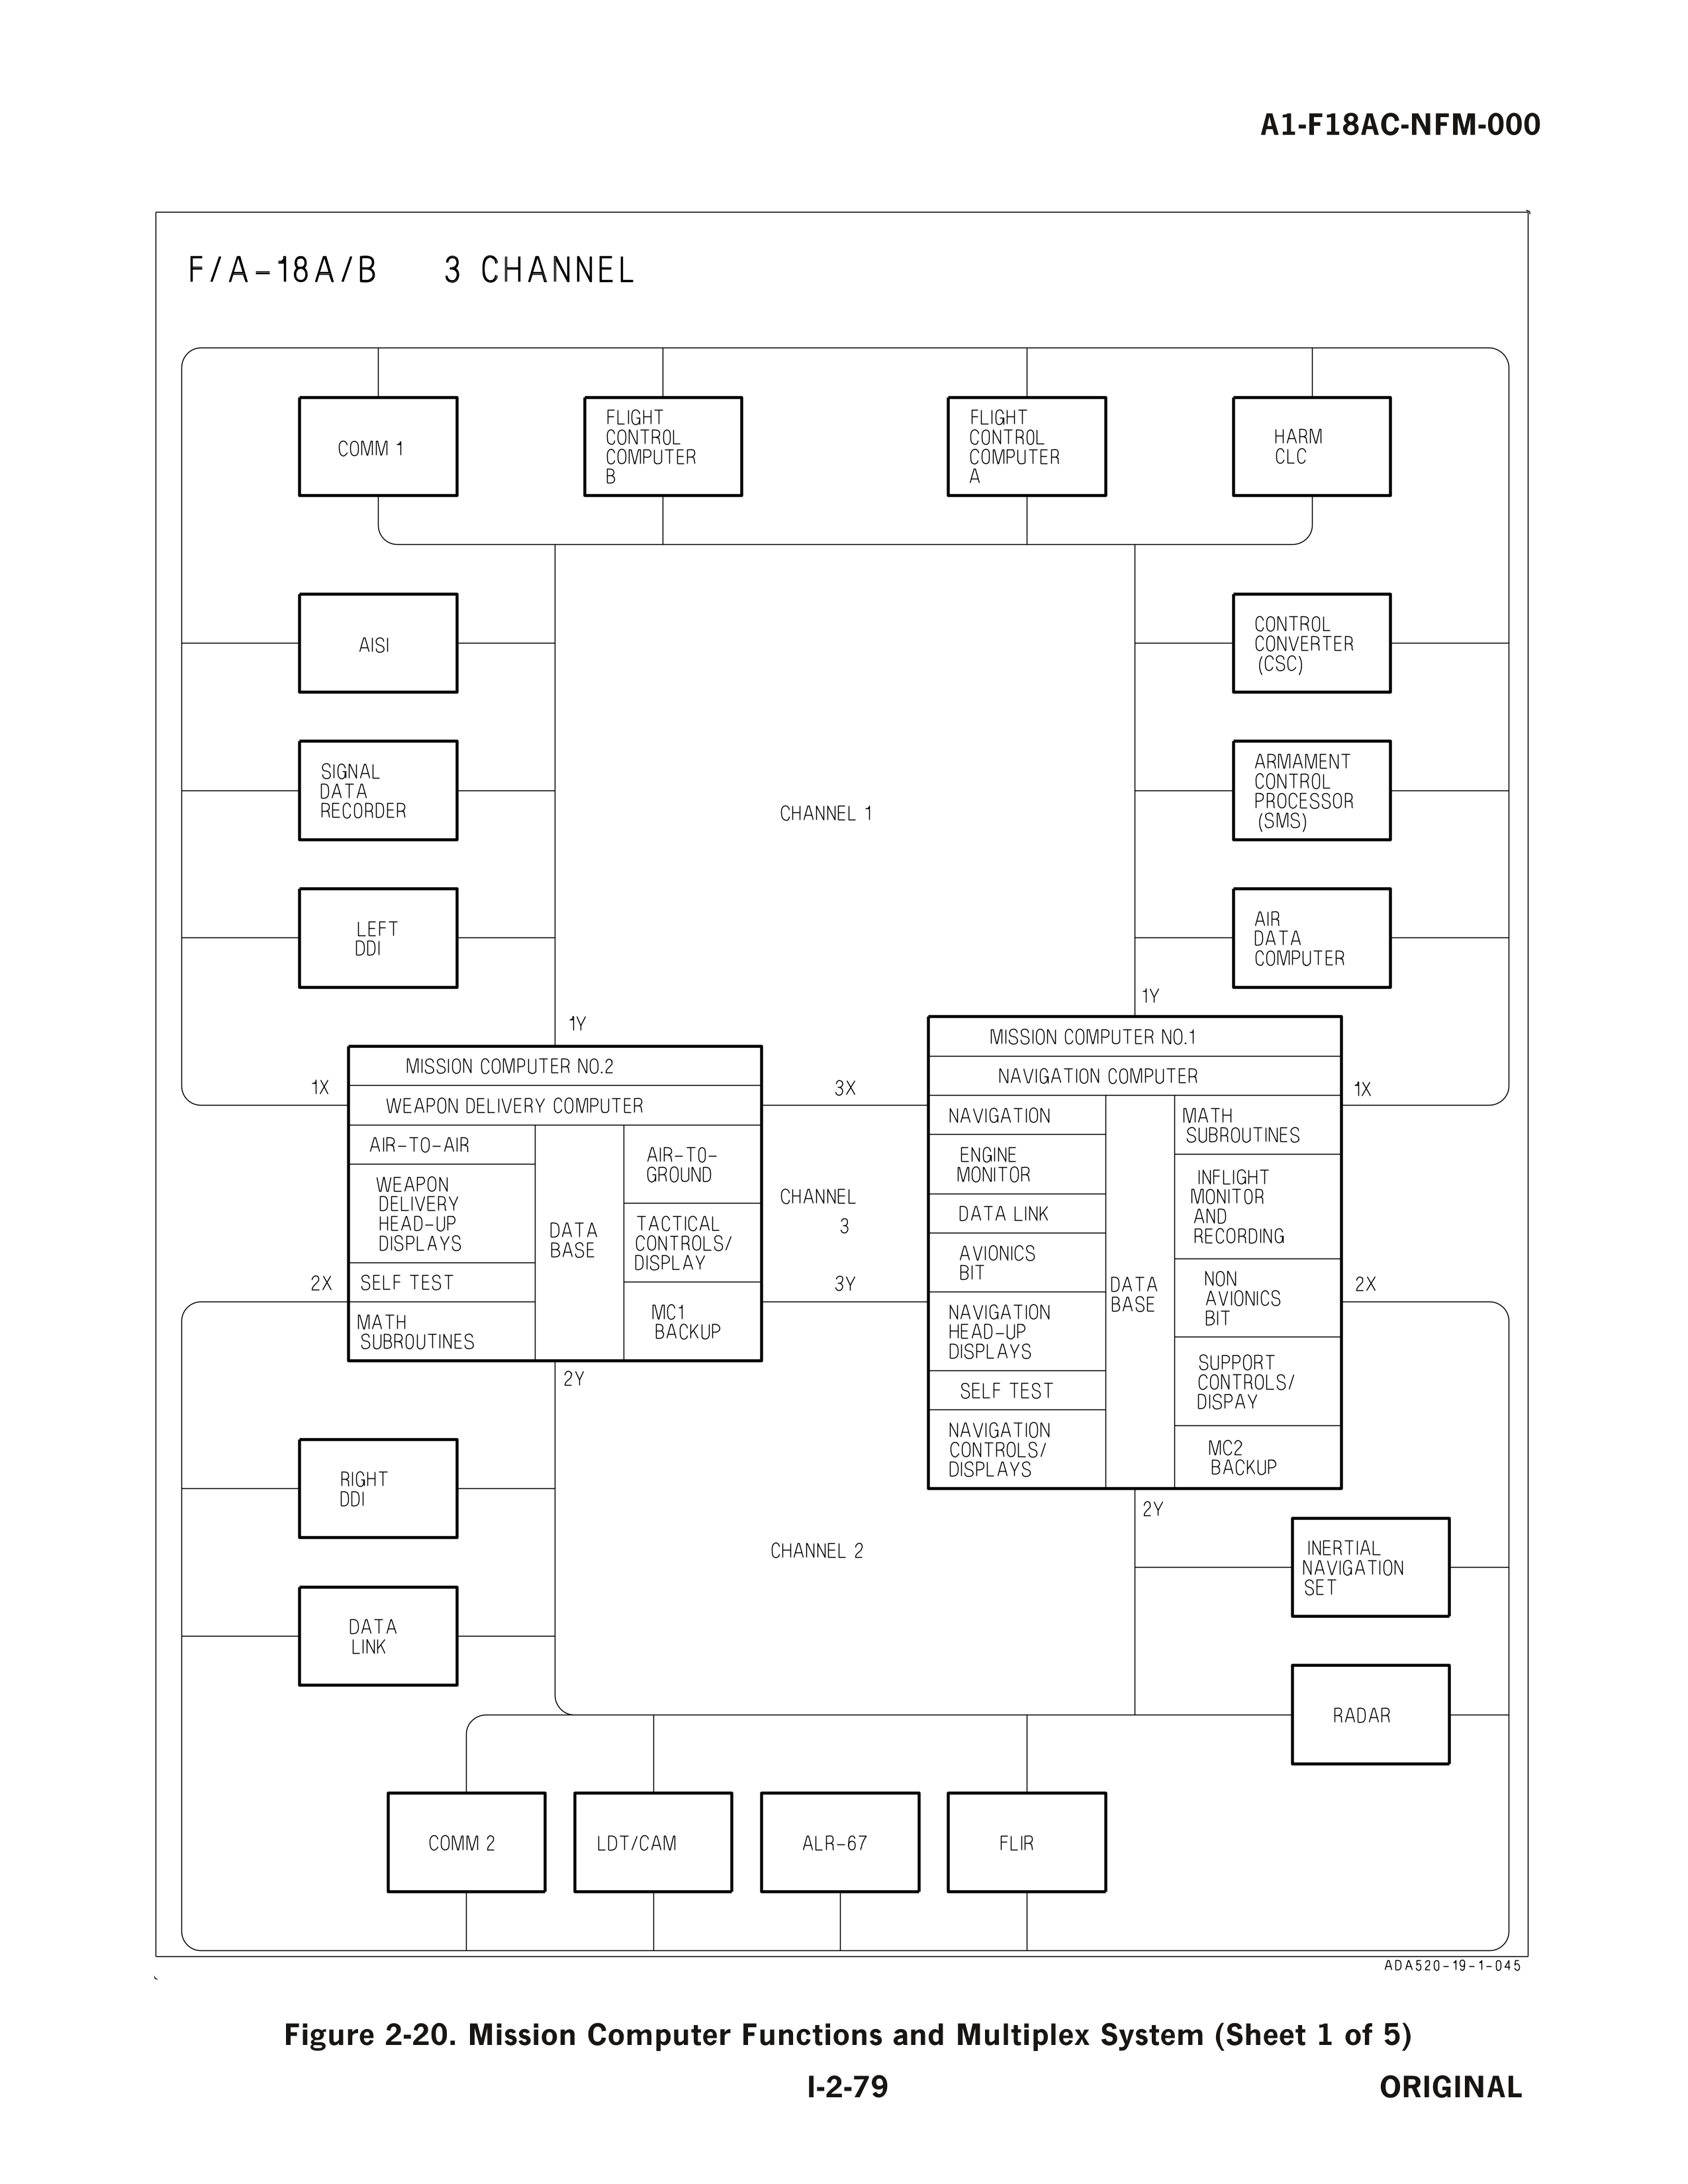 A1-F18AC-NFM-000
F/A-18A/B 3 CHANNEL
COMM 1
FLIGHT
CONTROL
COMPUTER
B
FLIGHT
CONTROL
COMPUTER
A
HARM
CLC
AISI
CONTROL
CONVERTER
(CSC)
SIGNAL
DATA
RECORDER
CHANNEL 1
ARMAMENT
CONTROL
PROCESSOR
(SMS)
LEFT
DDI
AIR
DATA
COMPUTER
1Y
1Y
1X
MISSION COMPUTER NO.2
WEAPON DELIVERY COMPUTER
AIR-TO-AIR
WEAPON
DELIVERY
HEAD-UP
DISPLAYS
SELF TEST
MATH
SUBROUTINES
DATA
BASE
AIR-TO-
GROUND
TACTICAL
CONTROLS/
DISPLAY
MC1
BACKUP
2X
2Y
3X
CHANNEL
3
3Y
MISSION COMPUTER NO.1
NAVIGATION COMPUTER
NAVIGATION
ENGINE
MONITOR
DATA LINK
AVIONICS
BIT
NAVIGATION
HEAD-UP
DISPLAYS
SELF TEST
NAVIGATION
CONTROLS/
DISPLAYS
DATA
BASE
MATH
SUBROUTINES
INFLIGHT
MONITOR
AND
RECORDING
NON
AVIONICS
BIT
SUPPORT
CONTROLS/
DISPAY
MC2
BACKUP
1X
2X
2Y
RIGHT
DDI
CHANNEL 2
INERTIAL
NAVIGATION
SET
DATA
LINK
RADAR
COMM 2
LDT/CAM
ALR-67
FLIR
ADA520-19-1-045
Figure 2-20. Mission Computer Functions and Multiplex System (Sheet 1 of 5)
I-2-79
ORIGINAL